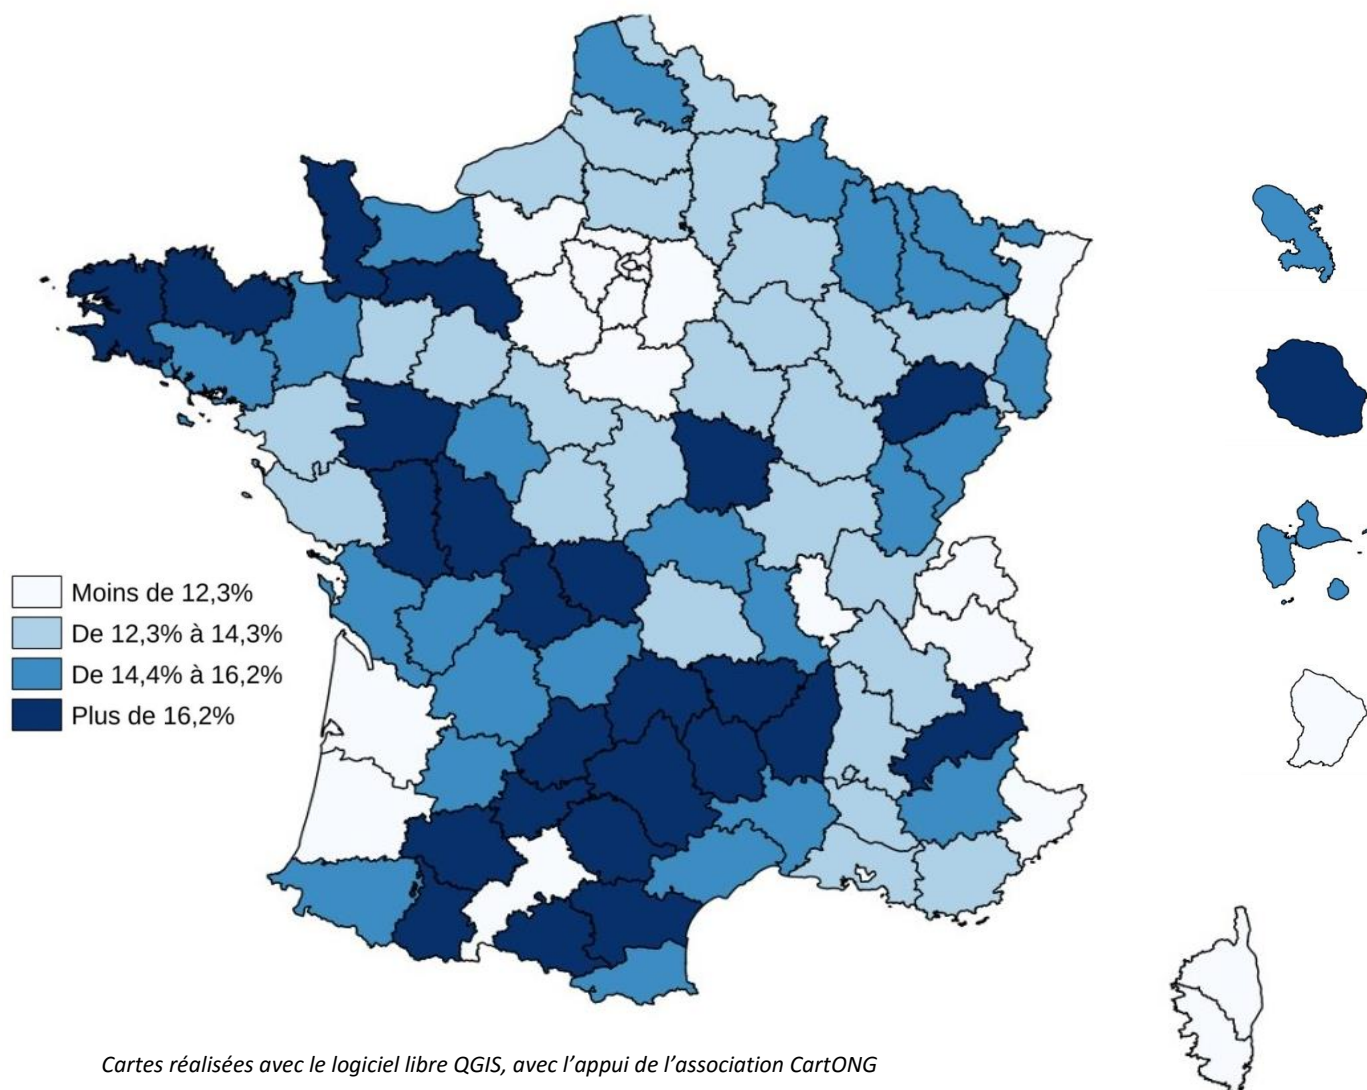 Moins de 12,3%
De 12,3% à 14,3%
De 14,4% à 16,2%
Plus de 16,2%
Cartes réalisées avec le logiciel libre QGIS, avec l’appui de l’association CartONG